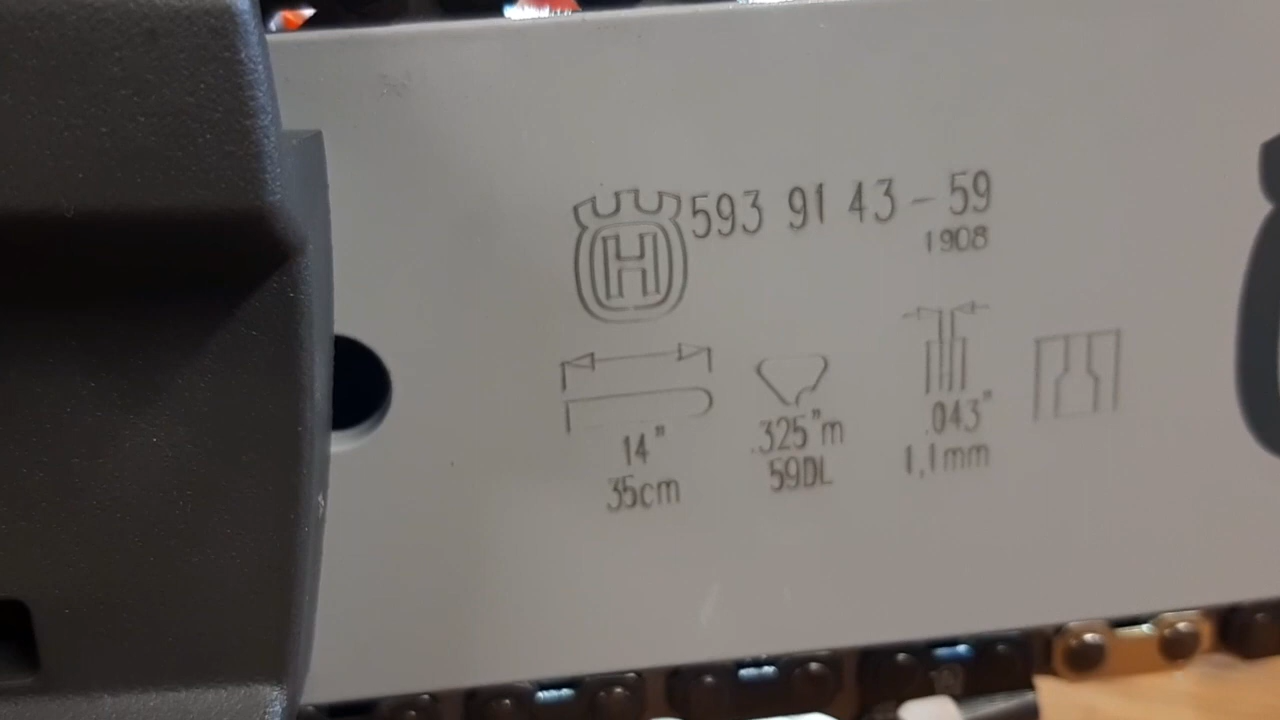 H
593 91 43-59
1908
14"
35cm
.325"m
59DL
.043"
1,1mm